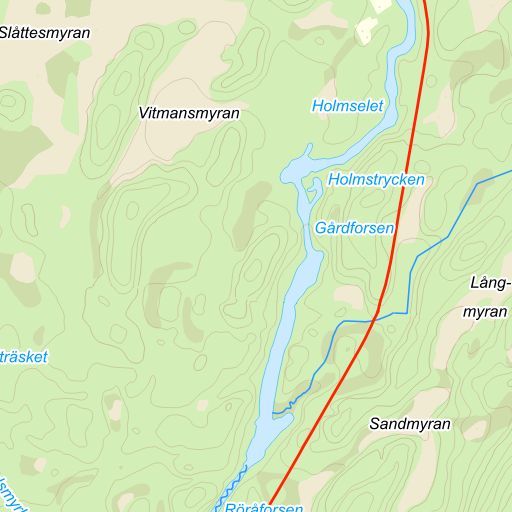 Slåttesmyran
Vitmansmyran
Holmselet
Holmstrycken
Gårdforsen
Lång-
myran
träsket
Sandmyran
Röråforsen